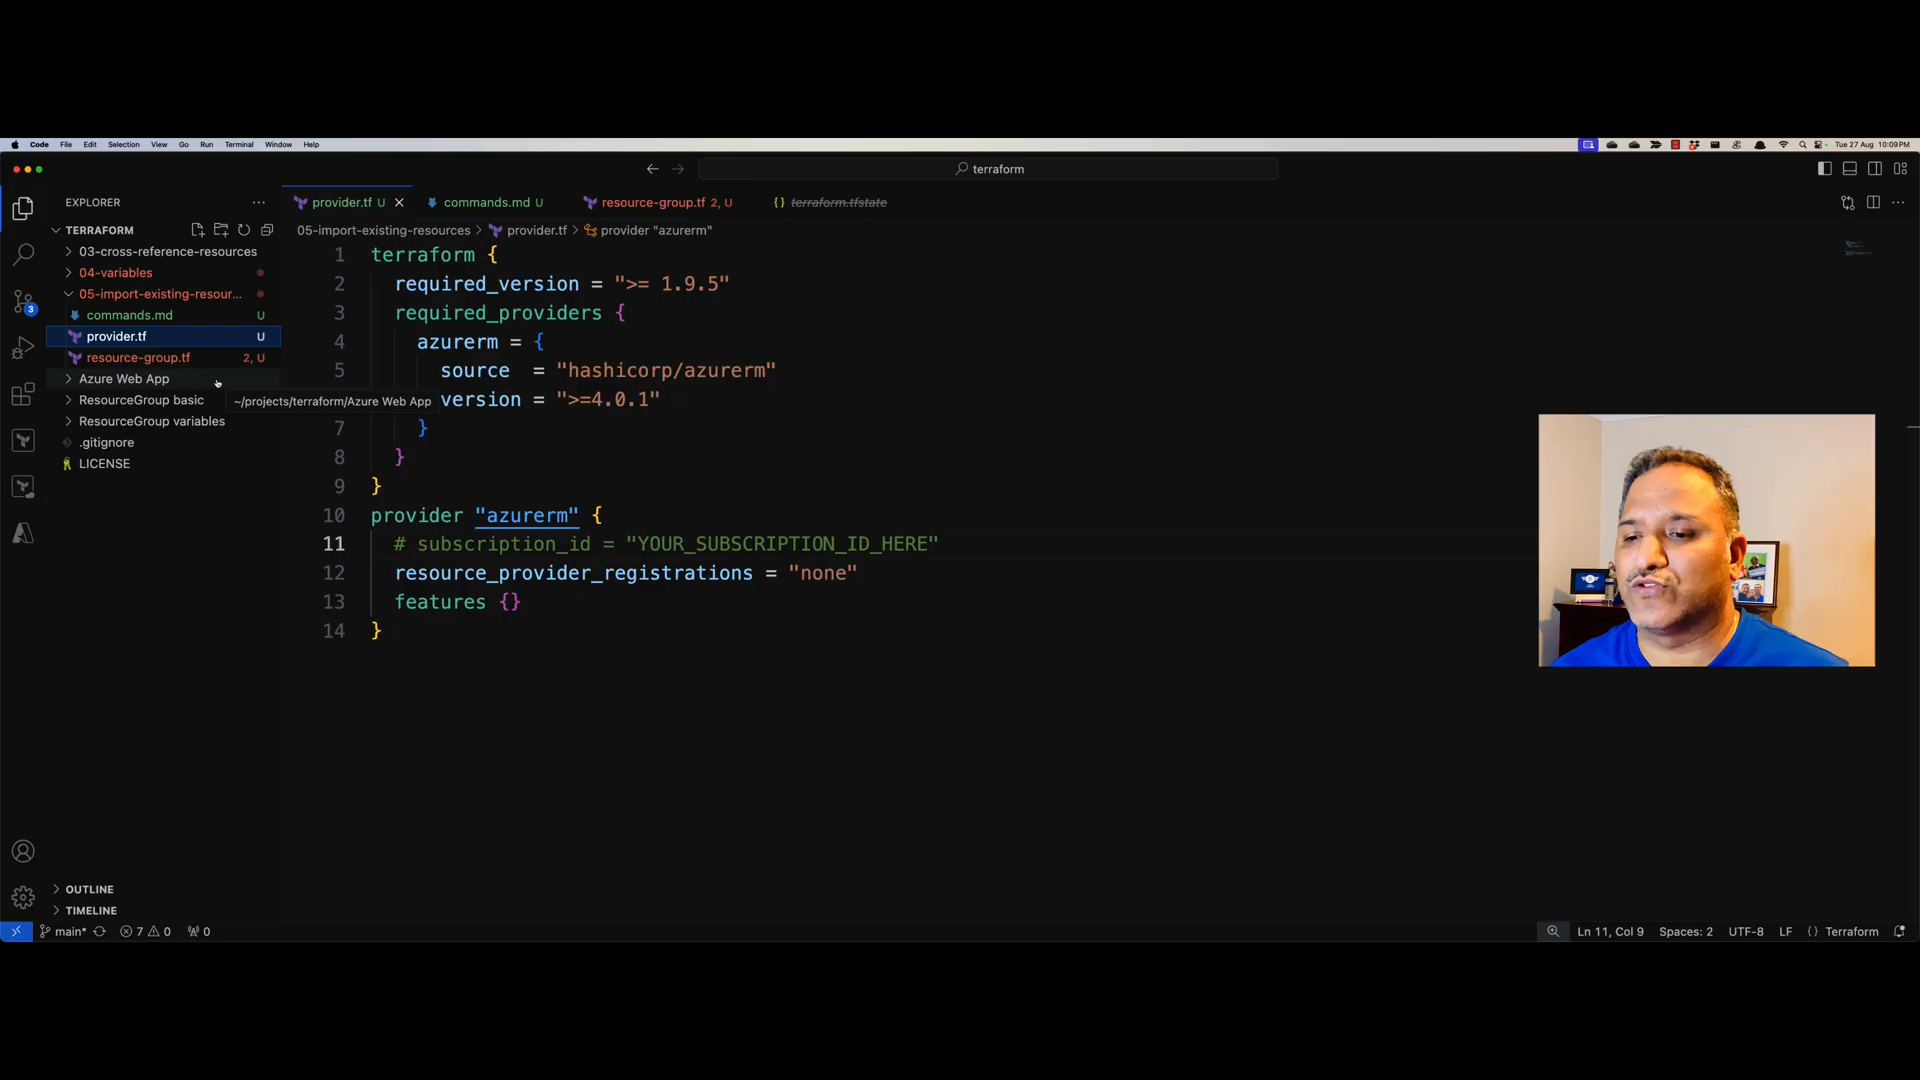 Code File Edit Selection View Go Run Terminal Window Help
Tue 27 Aug 10:09 PM
terraform
EXPLORER
TERRAFORM
03-cross-reference-resources
04-variables
05-import-existing-resour...
commands.md U
provider.tf U
resource-group.tf 2, U
Azure Web App
ResourceGroup basic
ResourceGroup variables
.gitignore
LICENSE
~/projects/terraform/Azure Web App
OUTLINE
TIMELINE
3
provider.tf U
commands.md U
resource-group.tf 2, U
{} terraform.tfstate
05-import-existing-resources > provider.tf > provider "azurerm"
1 terraform {
2 required_version = ">= 1.9.5"
3 required_providers {
4 azurerm = {
5 source = "hashicorp/azurerm"
version = ">=4.0.1"
7 }
8 }
9 }
10 provider "azurerm" {
11 # subscription_id = "YOUR_SUBSCRIPTION_ID_HERE"
12 resource_provider_registrations = "none"
13 features {}
14 }
main* 7 0 0
Ln 11, Col 9 Spaces: 2 UTF-8 LF {} Terraform